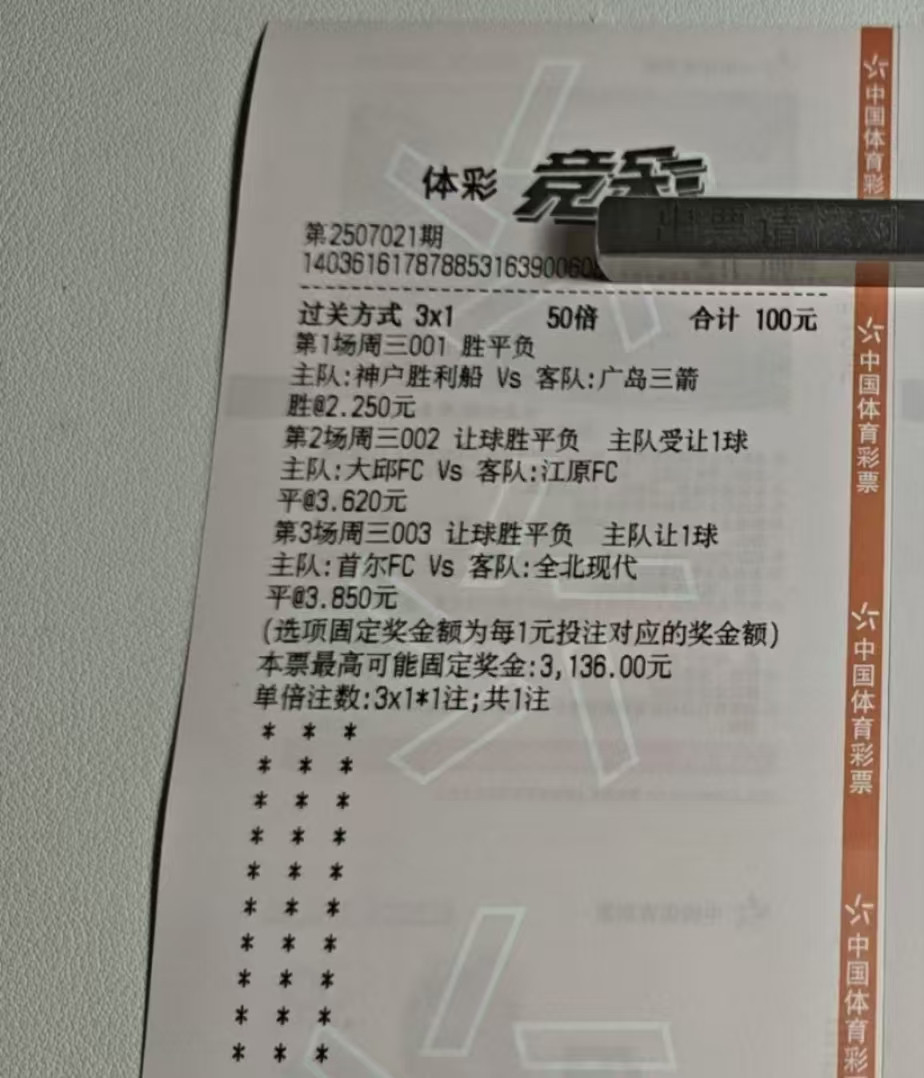 体彩 竞彩
出票请
第2507021期
1403616178788531639006
过关方式 3x1 50倍 合计 100元
第1场周三001 胜平负
主队:神户胜利船 Vs 客队:广岛三箭
胜@2.250元
第2场周三002 让球胜平负 主队受让1球
主队:大邱FC Vs 客队:江原FC
平@3.620元
第3场周三003 让球胜平负 主队让1球
主队:首尔FC Vs 客队:全北现代
平@3.850元
(选项固定奖金额为每1元投注对应的奖金额)
本票最高可能固定奖金:3,136.00元
单倍注数:3x1*1注;共1注
* * *
* * *
* * *
* * *
* * *
* * *
* * *
* * *
* * *
* * *
中国体育彩
中国体育彩票
中国体育彩票
中国体育彩